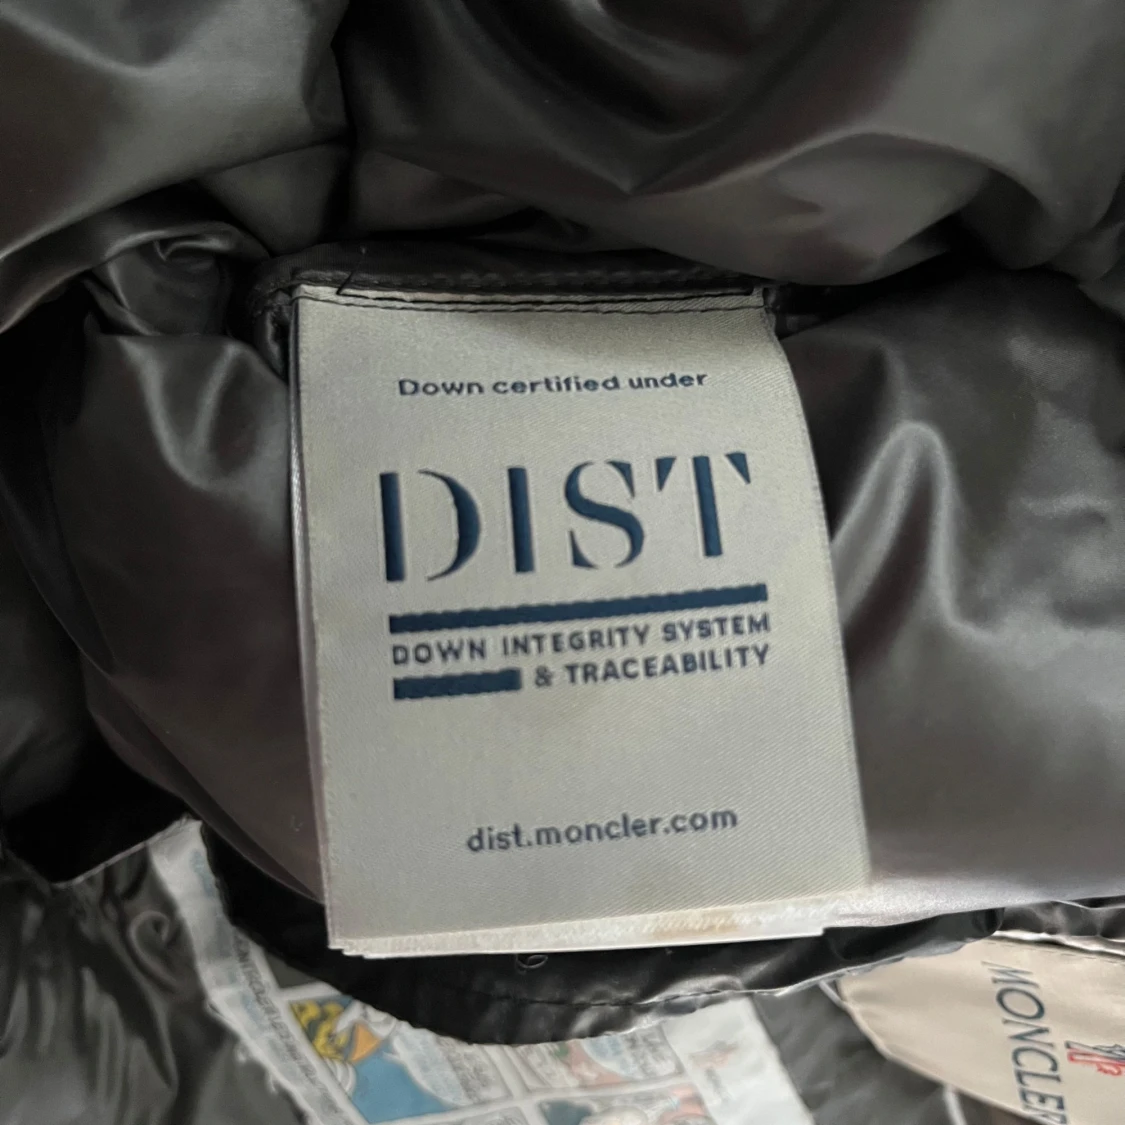 Down certified under
DIST
DOWN INTEGRITY SYSTEM
& TRACEABILITY
dist.moncler.com
MONCLER